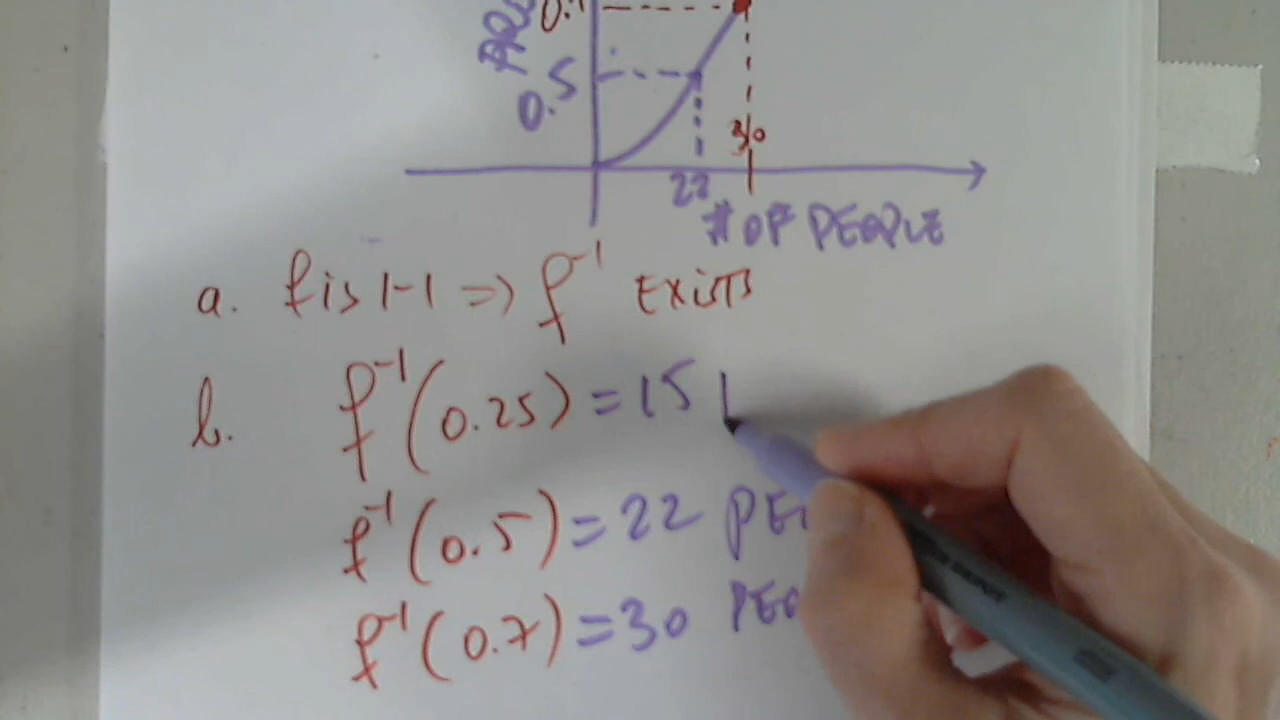 0.5
30
22
# OF PEOPLE
a. f is 1-1 => f⁻¹ EXISTS
b. f⁻¹(0.25) = 15
f⁻¹(0.5) = 22
f⁻¹(0.7) = 30